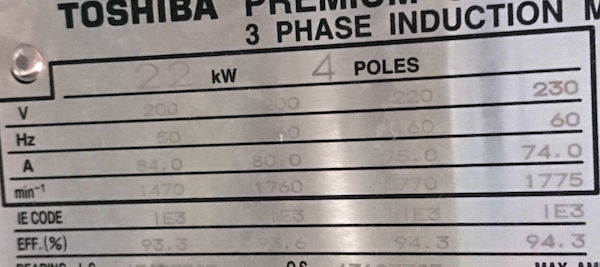 TOSHIBA PREMIUM
3 PHASE INDUCTION M
22 kW 4 POLES
V 200 200 220 230
Hz 50 60 60
A 84.0 80.0 75.0 74.0
min⁻¹ 1470 1760 1770 1775
IE CODE IE3 IE3 IE3 IE3
EFF.(%) 93.3 93.6 94.3 94.3